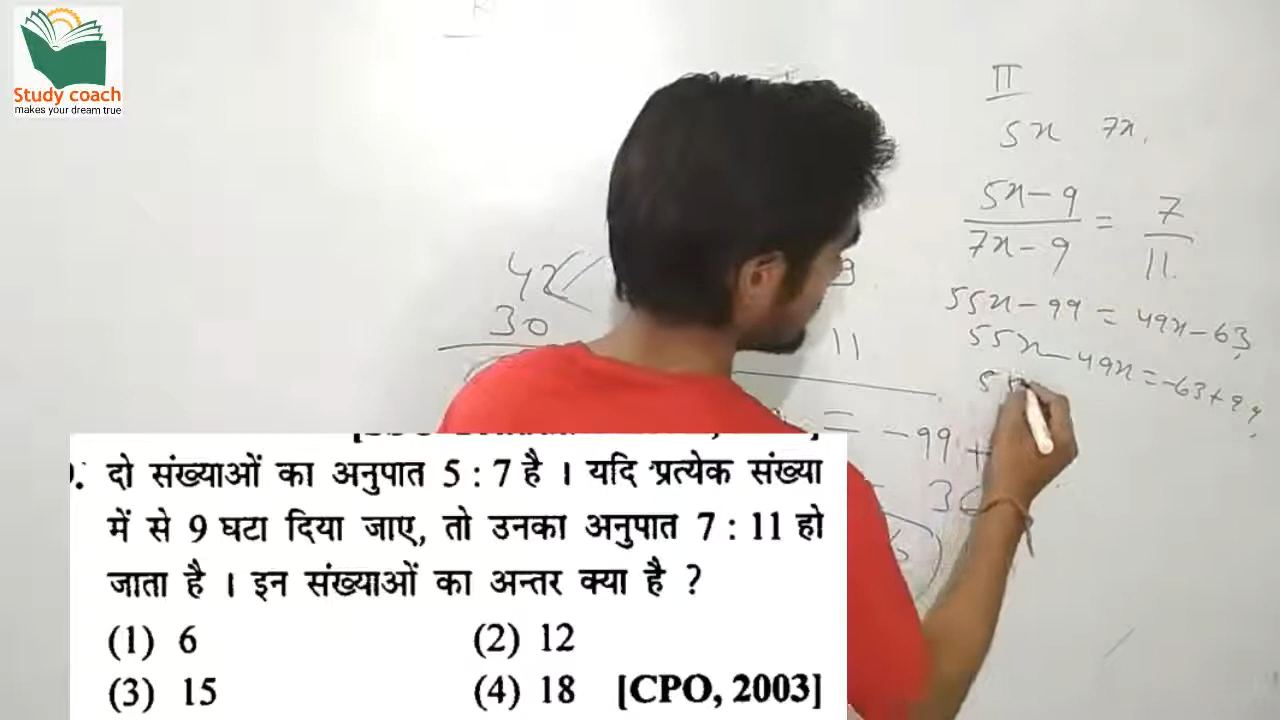 Study coach
makes your dream true
II
5x 7x.
5x-9 / 7x-9 = 7 / 11
55x-99 = 49x-63
55x-49x = -63+99
42
30
11
= -99 +
दो संख्याओं का अनुपात 5 : 7 है । यदि प्रत्येक संख्या
में से 9 घटा दिया जाए, तो उनका अनुपात 7 : 11 हो
जाता है । इन संख्याओं का अन्तर क्या है ?
(1) 6 (2) 12
(3) 15 (4) 18 [CPO, 2003]